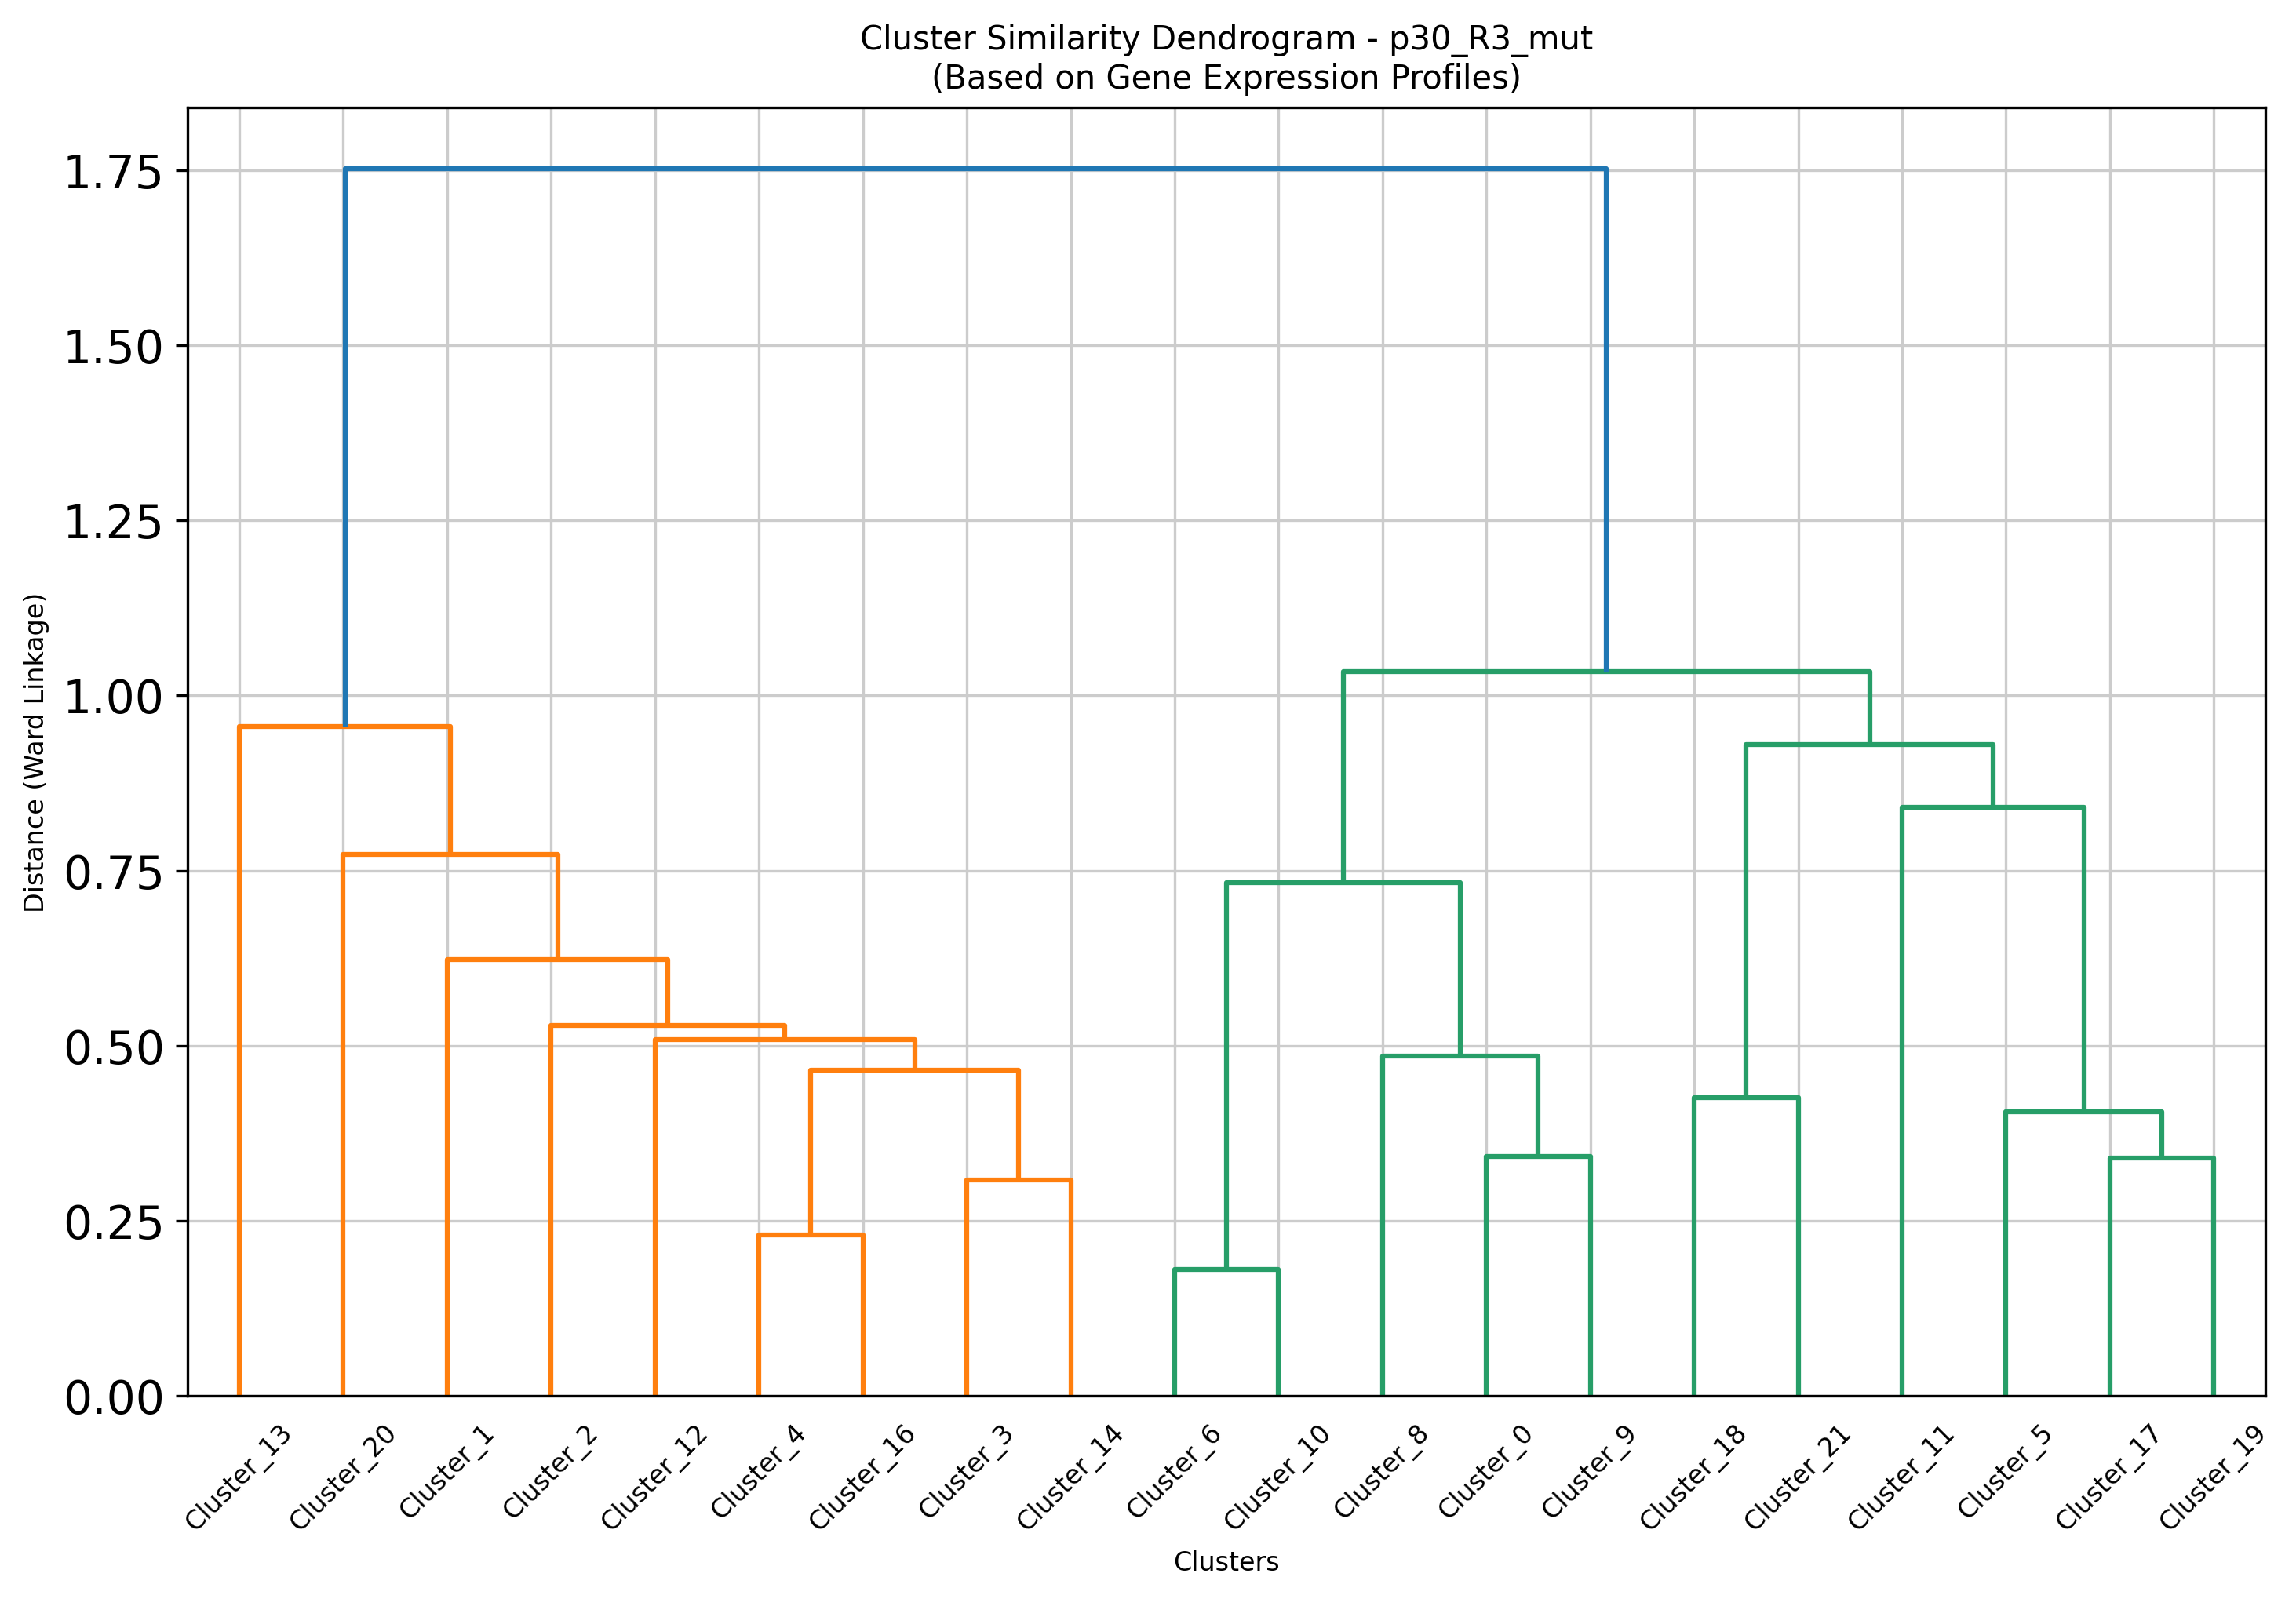 Cluster Similarity Dendrogram - p30_R3_mut
(Based on Gene Expression Profiles)
Distance (Ward Linkage)
1.75
1.50
1.25
1.00
0.75
0.50
0.25
0.00
Cluster_13
Cluster_20
Cluster_1
Cluster_2
Cluster_12
Cluster_4
Cluster_16
Cluster_3
Cluster_14
Cluster_6
Cluster_10
Cluster_8
Cluster_0
Cluster_9
Cluster_18
Cluster_21
Cluster_11
Cluster_5
Cluster_17
Cluster_19
Clusters